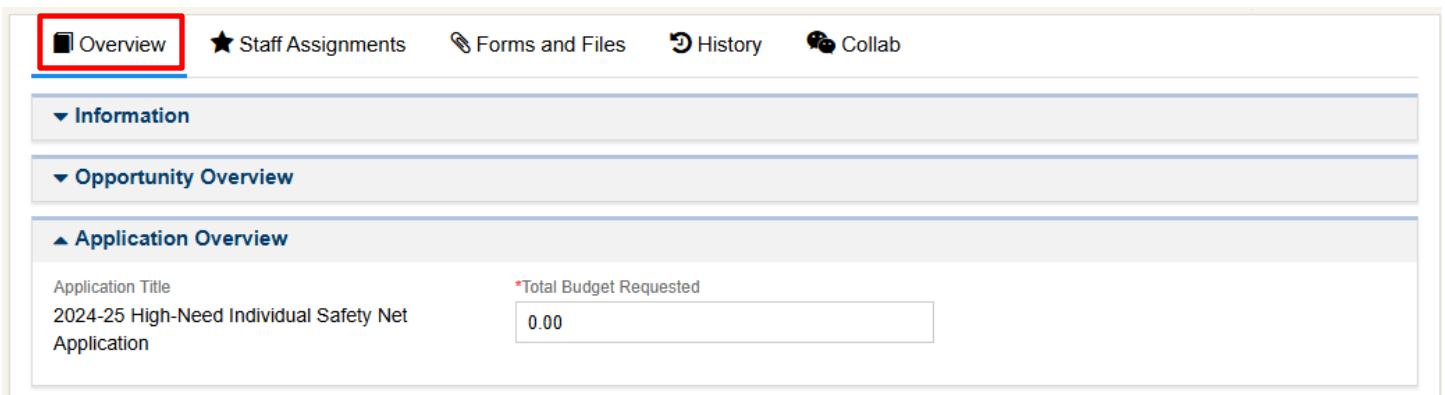 Overview Staff Assignments Forms and Files History Collab
Information
Opportunity Overview
Application Overview
Application Title *Total Budget Requested
2024-25 High-Need Individual Safety Net 0.00
Application